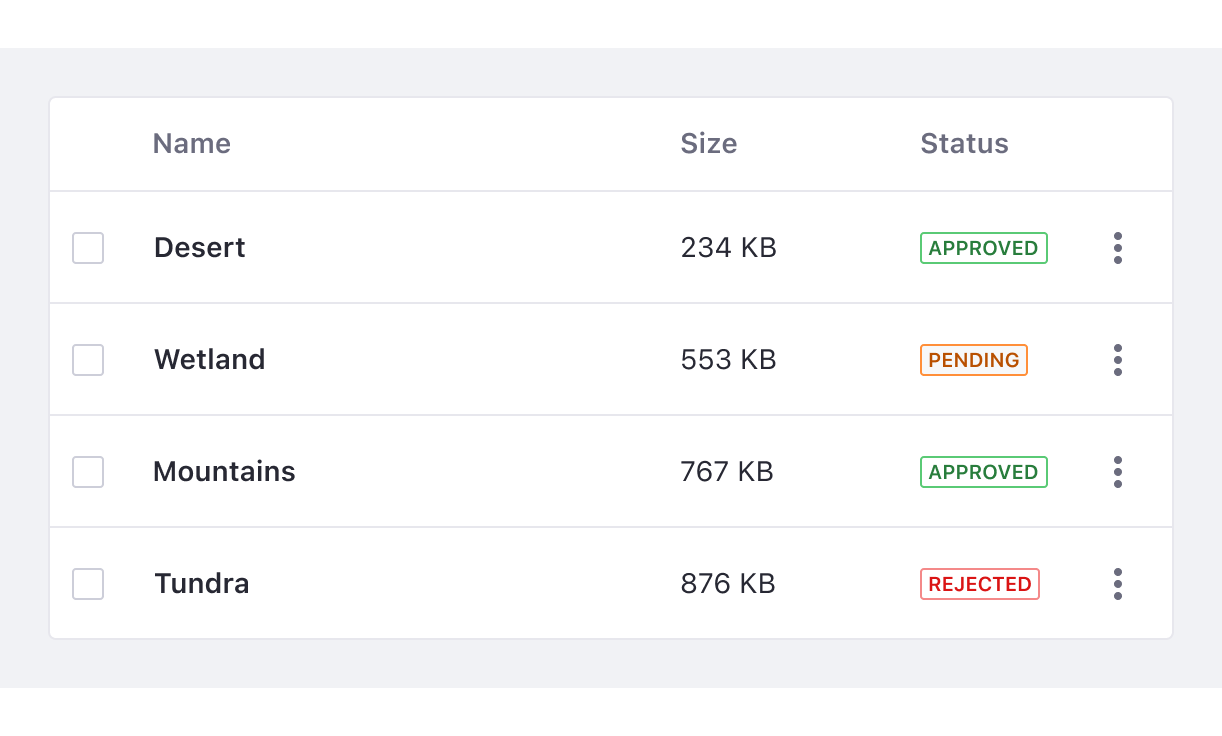 Name Size Status
Desert 234 KB APPROVED
Wetland 553 KB PENDING
Mountains 767 KB APPROVED
Tundra 876 KB REJECTED